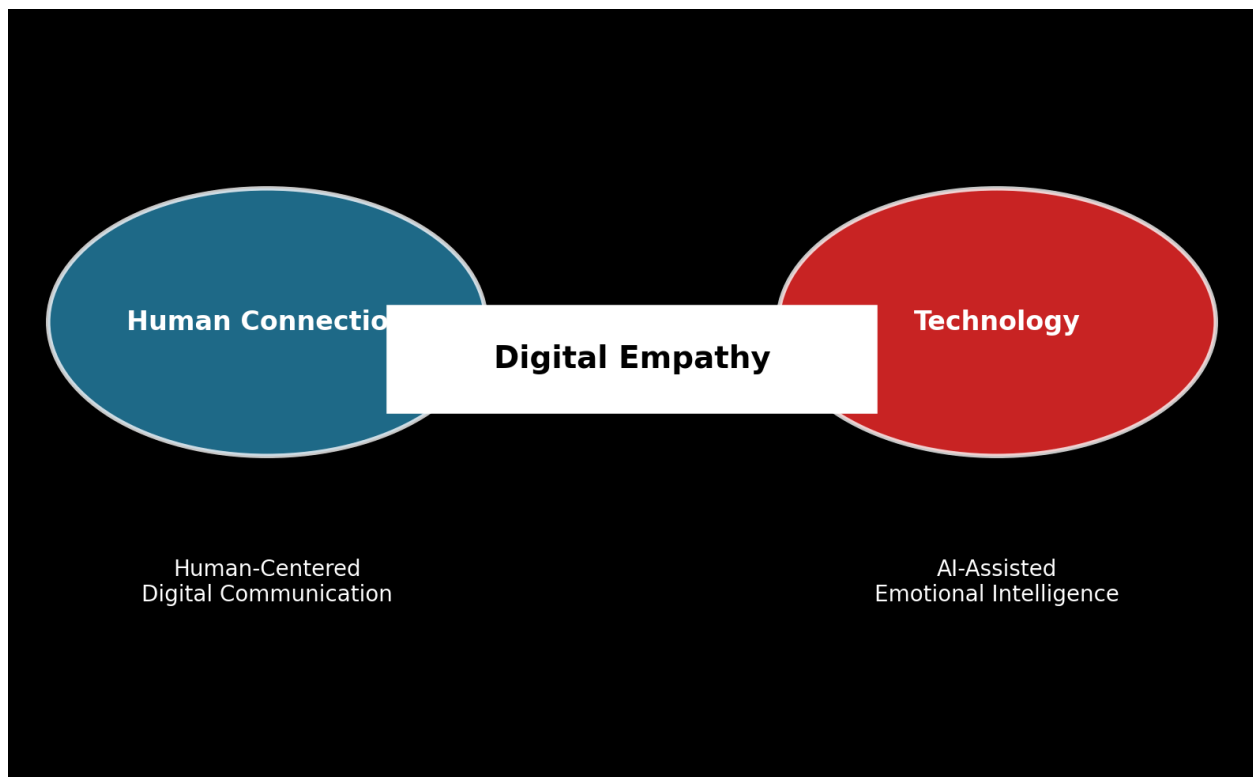 Human Connectio
Technology
Digital Empathy
Human-Centered
Digital Communication
AI-Assisted
Emotional Intelligence